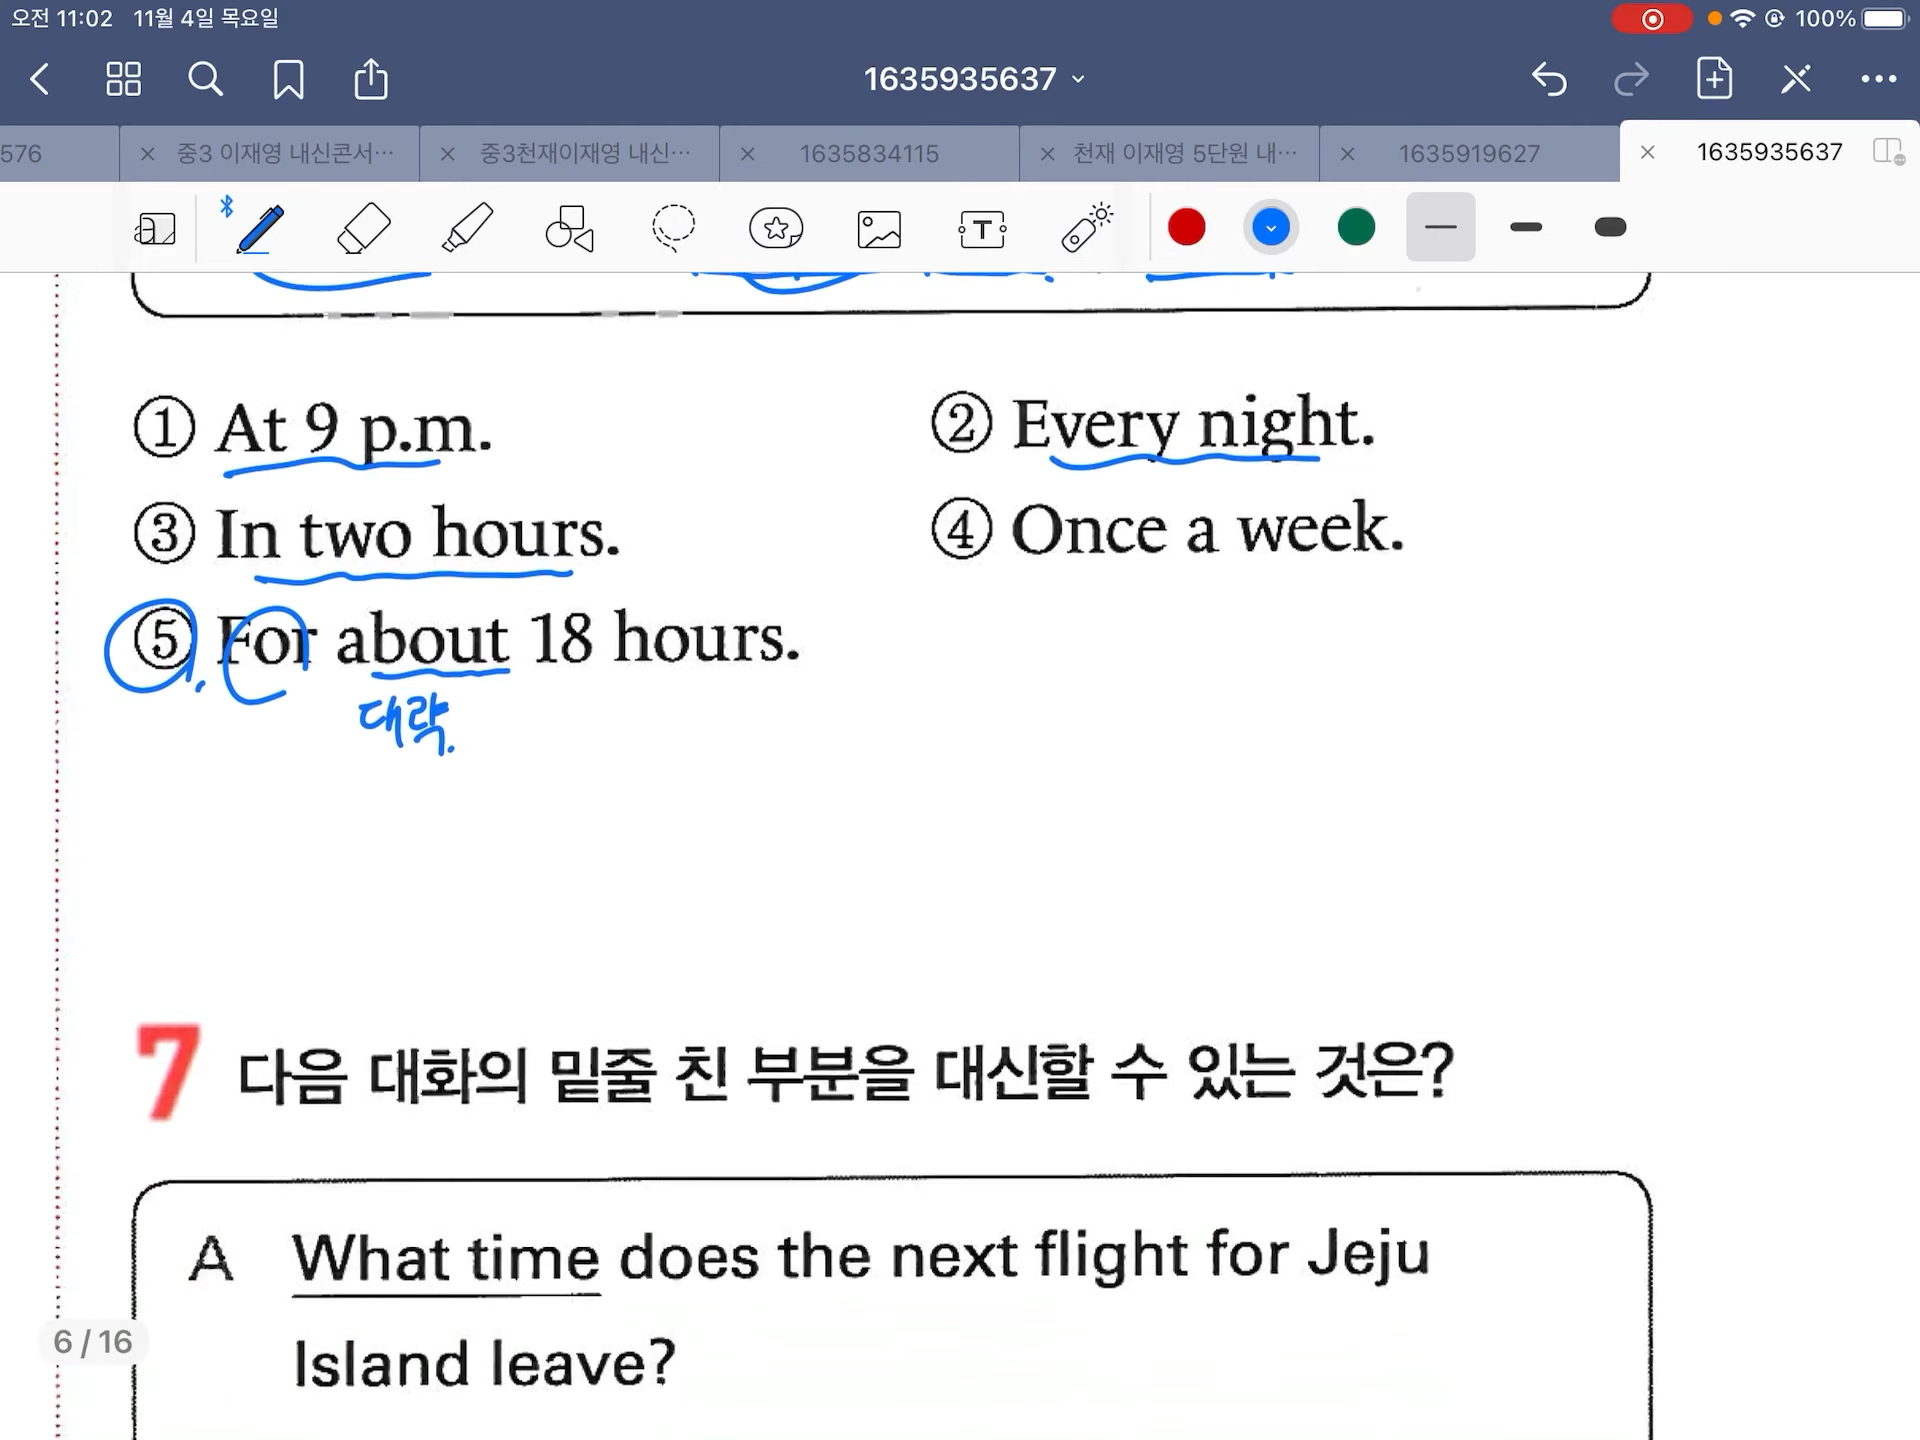 오전 11:02 11월 4일 목요일 100%
1635935637
576 중3 이재영 내신콘서··· 중3천재이재영 내신··· 1635834115 천재 이재영 5단원 내··· 1635919627 1635935637
① At 9 p.m. ② Every night.
③ In two hours. ④ Once a week.
⑤ For about 18 hours.
대략.
7 다음 대화의 밑줄 친 부분을 대신할 수 있는 것은?
A What time does the next flight for Jeju
Island leave?
6 / 16